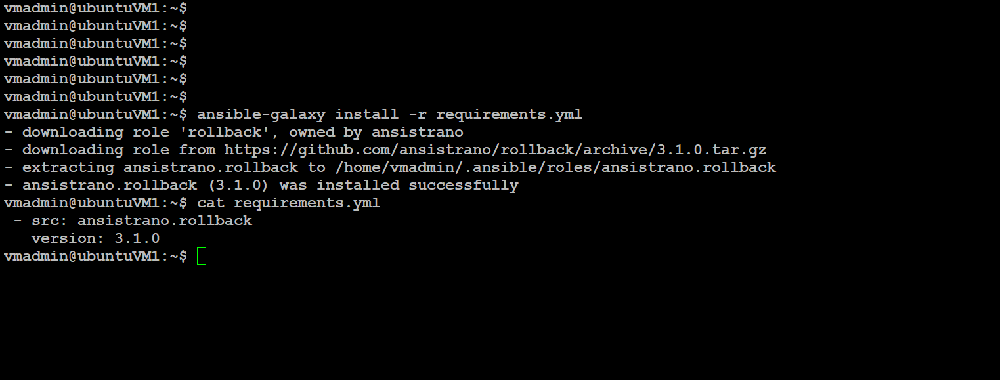 vmadmin@ubuntuVM1:~$
vmadmin@ubuntuVM1:~$
vmadmin@ubuntuVM1:~$
vmadmin@ubuntuVM1:~$
vmadmin@ubuntuVM1:~$
vmadmin@ubuntuVM1:~$
vmadmin@ubuntuVM1:~$ ansible-galaxy install -r requirements.yml
- downloading role 'rollback', owned by ansistrano
- downloading role from https://github.com/ansistrano/rollback/archive/3.1.0.tar.gz
- extracting ansistrano.rollback to /home/vmadmin/.ansible/roles/ansistrano.rollback
- ansistrano.rollback (3.1.0) was installed successfully
vmadmin@ubuntuVM1:~$ cat requirements.yml
 - src: ansistrano.rollback
   version: 3.1.0
vmadmin@ubuntuVM1:~$